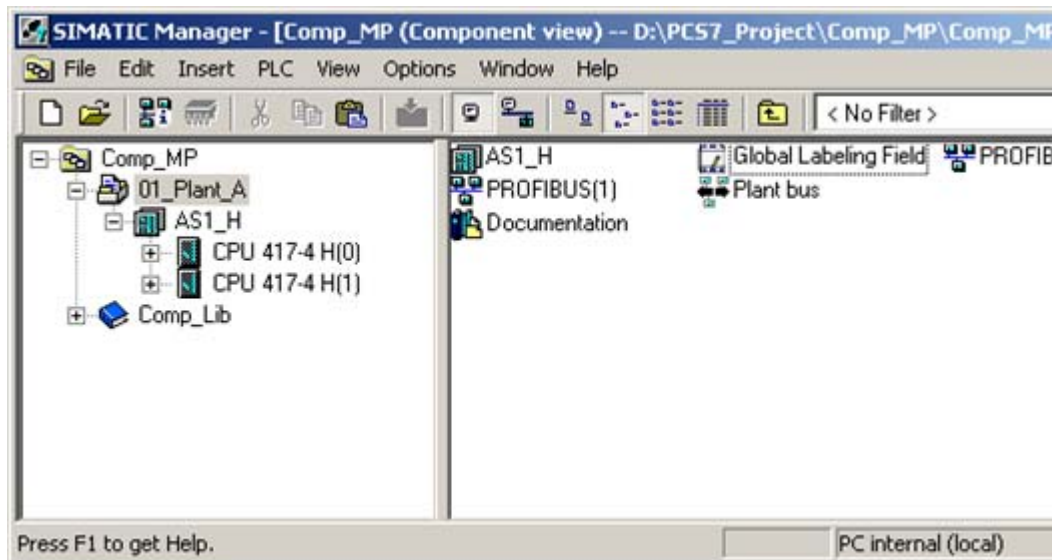 SIMATIC Manager - [Comp_MP (Component view) -- D:\PCS7_Project\Comp_MP\Comp_MP
File Edit Insert PLC View Options Window Help
< No Filter >
Comp_MP
01_Plant_A
AS1_H
CPU 417-4 H(0)
CPU 417-4 H(1)
Comp_Lib
AS1_H Global Labeling Field PROFIB
PROFIBUS(1) Plant bus
Documentation
Press F1 to get Help. PC internal (local)